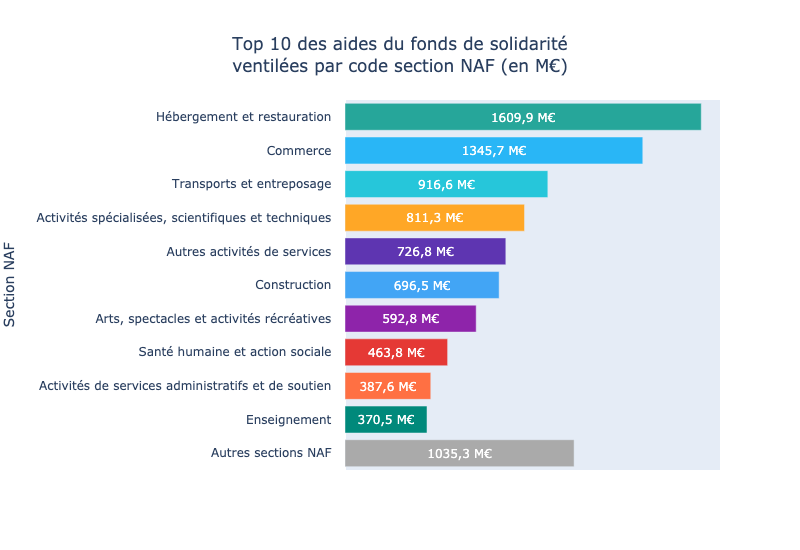 Top 10 des aides du fonds de solidarité
ventilées par code section NAF (en M€)
Section NAF
Hébergement et restauration 1609,9 M€
Commerce 1345,7 M€
Transports et entreposage 916,6 M€
Activités spécialisées, scientifiques et techniques 811,3 M€
Autres activités de services 726,8 M€
Construction 696,5 M€
Arts, spectacles et activités récréatives 592,8 M€
Santé humaine et action sociale 463,8 M€
Activités de services administratifs et de soutien 387,6 M€
Enseignement 370,5 M€
Autres sections NAF 1035,3 M€